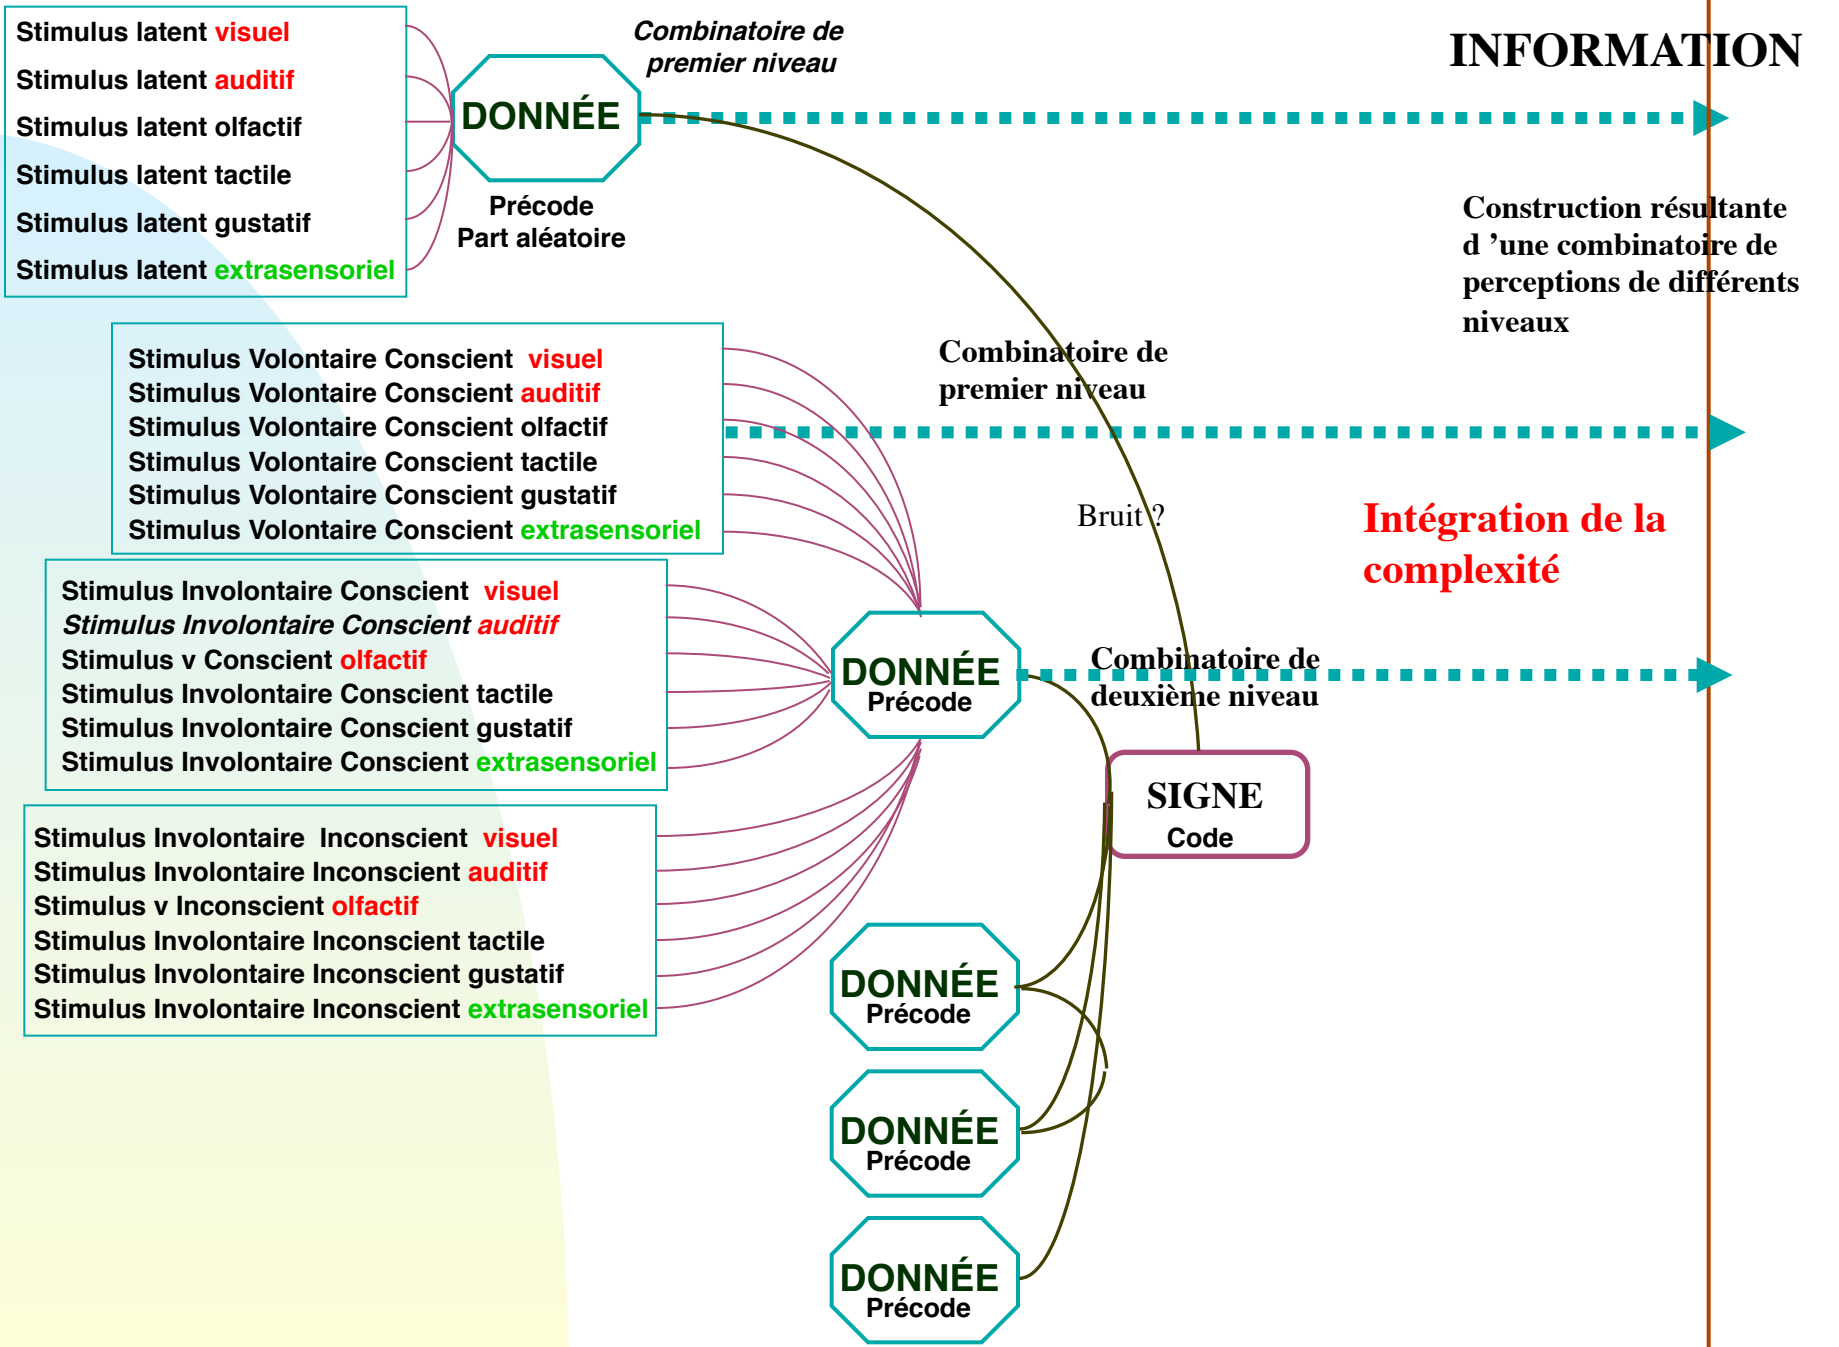 Stimulus latent visuel
Stimulus latent auditif
Stimulus latent olfactif
Stimulus latent tactile
Stimulus latent gustatif
Stimulus latent extrasensoriel
DONNÉE
Précode
Part aléatoire
Combinatoire de
premier niveau
INFORMATION
Construction résultante
d ’une combinatoire de
perceptions de différents
niveaux
Stimulus Volontaire Conscient visuel
Stimulus Volontaire Conscient auditif
Stimulus Volontaire Conscient olfactif
Stimulus Volontaire Conscient tactile
Stimulus Volontaire Conscient gustatif
Stimulus Volontaire Conscient extrasensoriel
Combinatoire de
premier niveau
Bruit ?
Intégration de la
complexité
Stimulus Involontaire Conscient visuel
Stimulus Involontaire Conscient auditif
Stimulus v Conscient olfactif
Stimulus Involontaire Conscient tactile
Stimulus Involontaire Conscient gustatif
Stimulus Involontaire Conscient extrasensoriel
DONNÉE
Précode
Combinatoire de
deuxième niveau
SIGNE
Code
Stimulus Involontaire Inconscient visuel
Stimulus Involontaire Inconscient auditif
Stimulus v Inconscient olfactif
Stimulus Involontaire Inconscient tactile
Stimulus Involontaire Inconscient gustatif
Stimulus Involontaire Inconscient extrasensoriel
DONNÉE
Précode
DONNÉE
Précode
DONNÉE
Précode